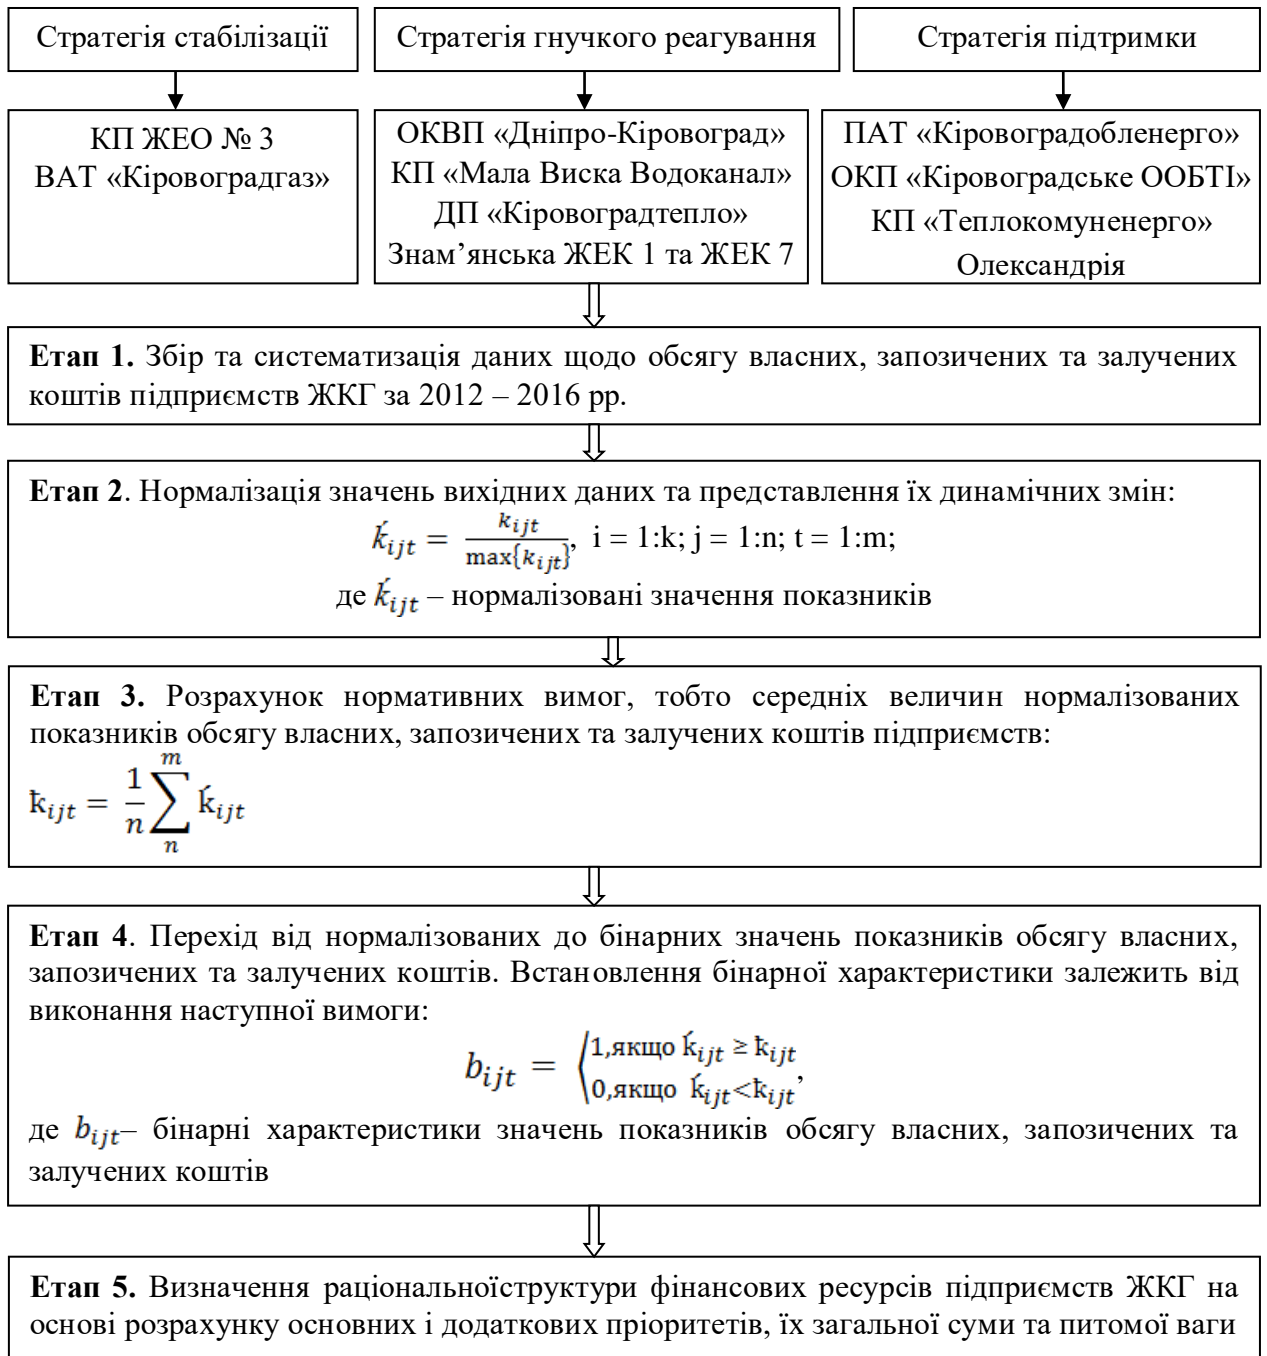 Стратегія стабілізації
Стратегія гнучкого реагування
Стратегія підтримки
КП ЖЕО № 3
ВАТ «Кіровоградгаз»
ОКВП «Дніпро-Кіровоград»
КП «Мала Виска Водоканал»
ДП «Кіровоградтепло»
Знам’янська ЖЕК 1 та ЖЕК 7
ПАТ «Кіровоградобленерго»
ОКП «Кіровоградське ООБТІ»
КП «Теплокомуненерго»
Олександрія
Етап 1. Збір та систематизація даних щодо обсягу власних, запозичених та залучених
коштів підприємств ЖКГ за 2012 – 2016 рр.
Етап 2. Нормалізація значень вихідних даних та представлення їх динамічних змін:
ḱ_ijt = k_ijt / max{k_ijt}, i = 1:k; j = 1:n; t = 1:m;
де ḱ_ijt – нормалізовані значення показників
Етап 3. Розрахунок нормативних вимог, тобто середніх величин нормалізованих
показників обсягу власних, запозичених та залучених коштів підприємств:
ꝁ_ijt = 1/n ∑_n^m ḱ_ijt
Етап 4. Перехід від нормалізованих до бінарних значень показників обсягу власних,
запозичених та залучених коштів. Встановлення бінарної характеристики залежить від
виконання наступної вимоги:
b_ijt = ⟨1,якщо ḱ_ijt ≥ ꝁ_ijt
0,якщо ḱ_ijt<ꝁ_ijt,
де b_ijt– бінарні характеристики значень показників обсягу власних, запозичених та
залучених коштів
Етап 5. Визначення раціональноїструктури фінансових ресурсів підприємств ЖКГ на
основі розрахунку основних і додаткових пріоритетів, їх загальної суми та питомої ваги